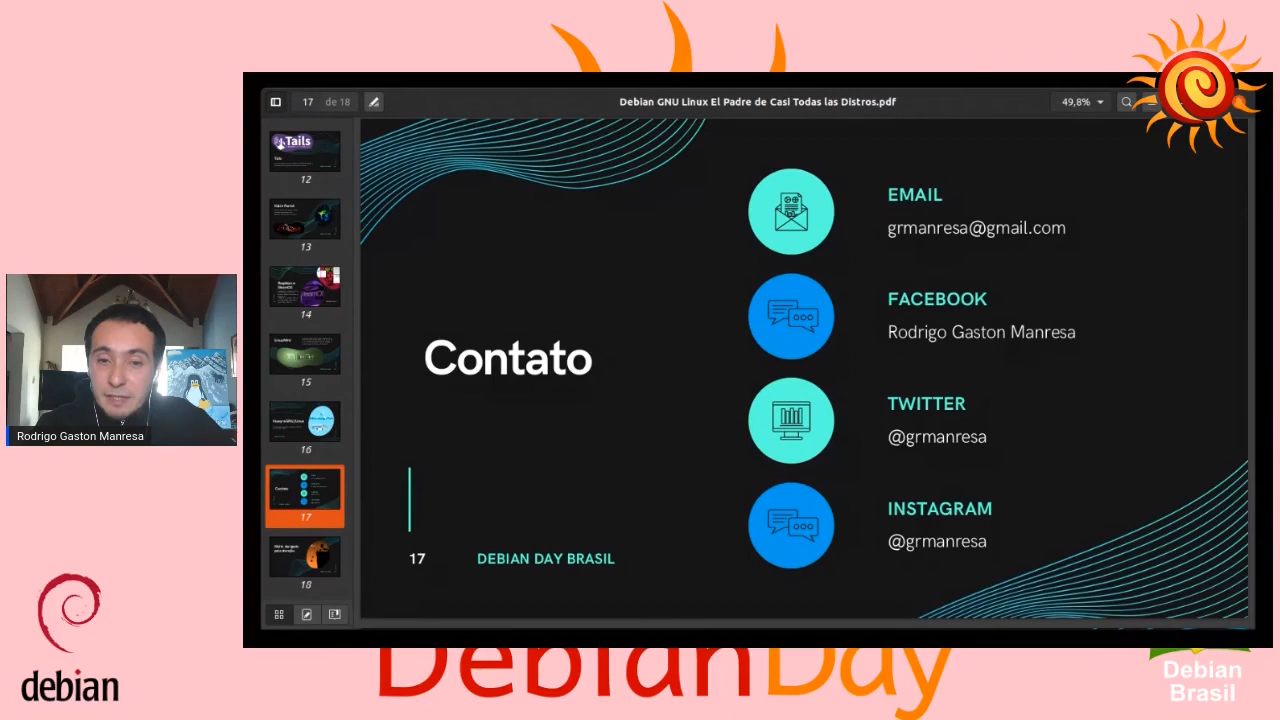 17 de 18
Debian GNU Linux El Padre de Casi Todas las Distros.pdf
49,8%
Tails
12
13
14
15
16
17
18
Contato
EMAIL
grmanresa@gmail.com
FACEBOOK
Rodrigo Gaston Manresa
TWITTER
@grmanresa
INSTAGRAM
@grmanresa
17
DEBIAN DAY BRASIL
Rodrigo Gaston Manresa
debian
DebianDay
Debian
Brasil